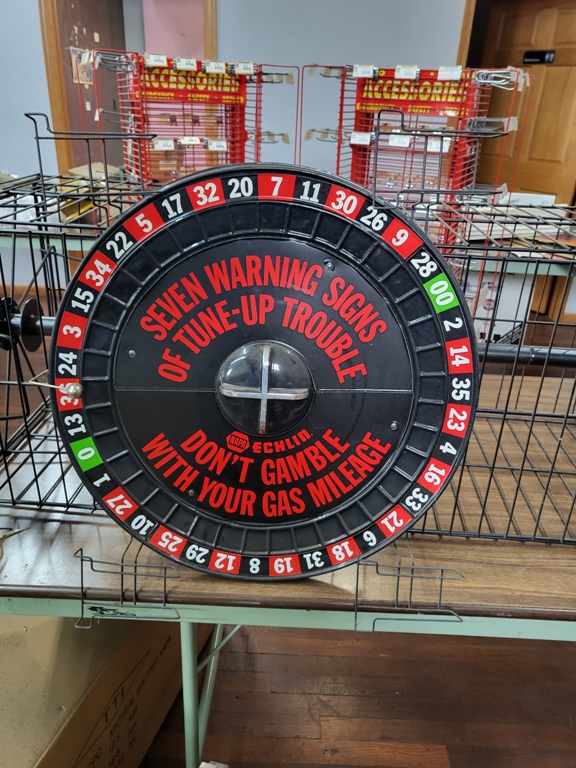 ACCESSORIES
ACCESSORIES
SEVEN WARNING SIGNS
OF TUNE-UP TROUBLE
NAPA ECHLIN
DON'T GAMBLE
WITH YOUR GAS MILEAGE
7 11 30 26 9 28 00 2 14 35 23 4 16 33 21 6 18 31 19 8 12 29 25 10 27 1 0 13 36 24 3 15 34 22 5 17 32 20